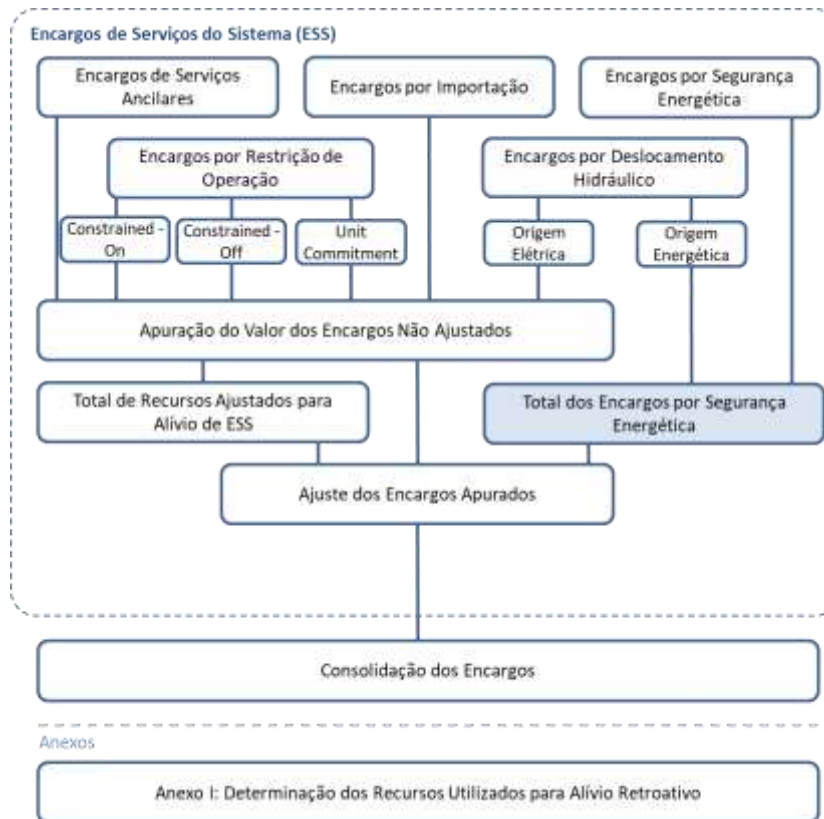 Encargos de Serviços do Sistema (ESS)
Encargos de Serviços
Ancilares
Encargos por Importação
Encargos por Segurança
Energética
Encargos por Restrição de
Operação
Encargos por Deslocamento
Hidráulico
Constrained -
On
Constrained -
Off
Unit
Commitment
Origem
Elétrica
Origem
Energética
Apuração do Valor dos Encargos Não Ajustados
Total de Recursos Ajustados para
Alívio de ESS
Total dos Encargos por Segurança
Energética
Ajuste dos Encargos Apurados
Consolidação dos Encargos
Anexos
Anexo I: Determinação dos Recursos Utilizados para Alívio Retroativo